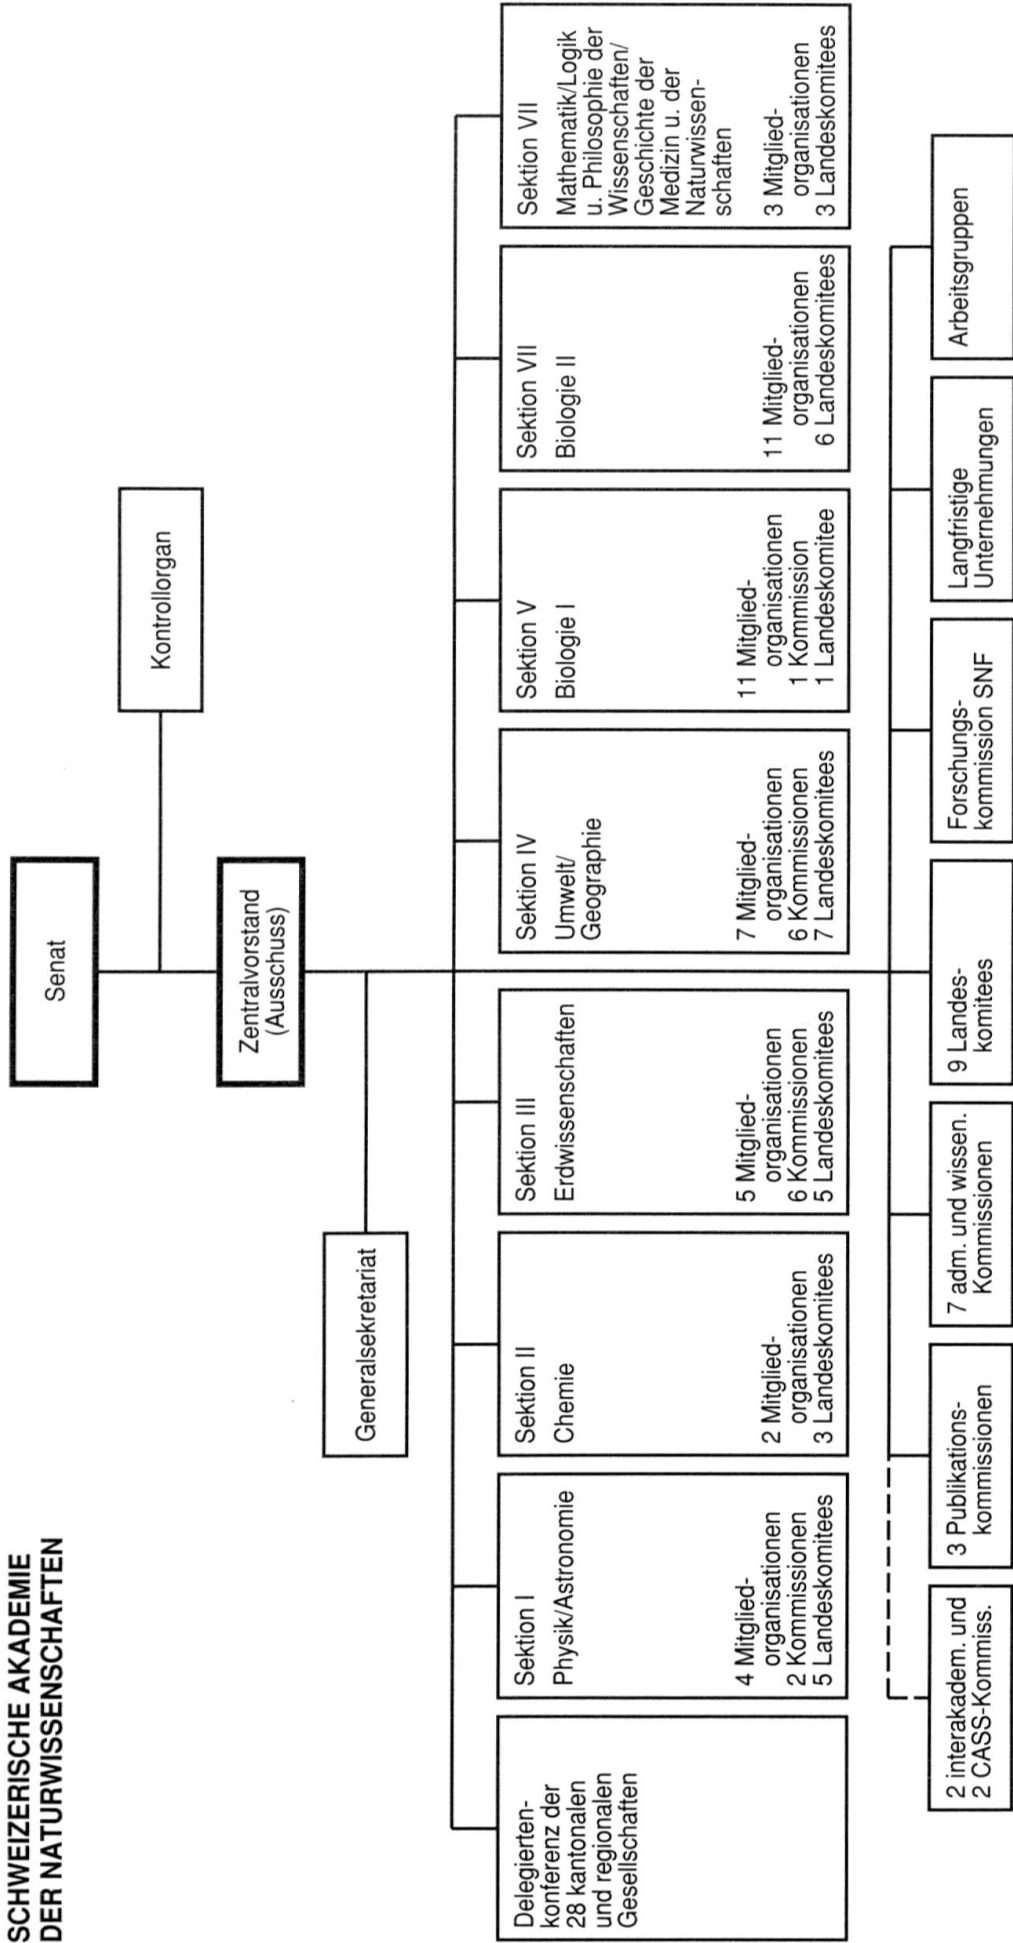 SCHWEIZERISCHE AKADEMIE
DER NATURWISSENSCHAFTEN
Senat
Kontrollorgan
Zentralvorstand
(Ausschuss)
Generalsekretariat
Delegierten-
konferenz der
28 kantonalen
und regionalen
Gesellschaften
Sektion I
Physik/Astronomie
4 Mitglied-
organisationen
2 Kommissionen
5 Landeskomitees
Sektion II
Chemie
2 Mitglied-
organisationen
3 Landeskomitees
Sektion III
Erdwissenschaften
5 Mitglied-
organisationen
6 Kommissionen
5 Landeskomitees
Sektion IV
Umwelt/
Geographie
7 Mitglied-
organisationen
6 Kommissionen
7 Landeskomitees
Sektion V
Biologie I
11 Mitglied-
organisationen
1 Kommission
1 Landeskomitee
Sektion VII
Biologie II
11 Mitglied-
organisationen
6 Landeskomitees
Sektion VII
Mathematik/Logik
u. Philosophie der
Wissenschaften/
Geschichte der
Medizin u. der
Naturwissen-
schaften
3 Mitglied-
organisationen
3 Landeskomitees
2 interakadem. und
2 CASS-Kommiss.
3 Publikations-
kommissionen
7 adm. und wissen.
Kommissionen
9 Landes-
komitees
Forschungs-
kommission SNF
Langfristige
Unternehmungen
Arbeitsgruppen